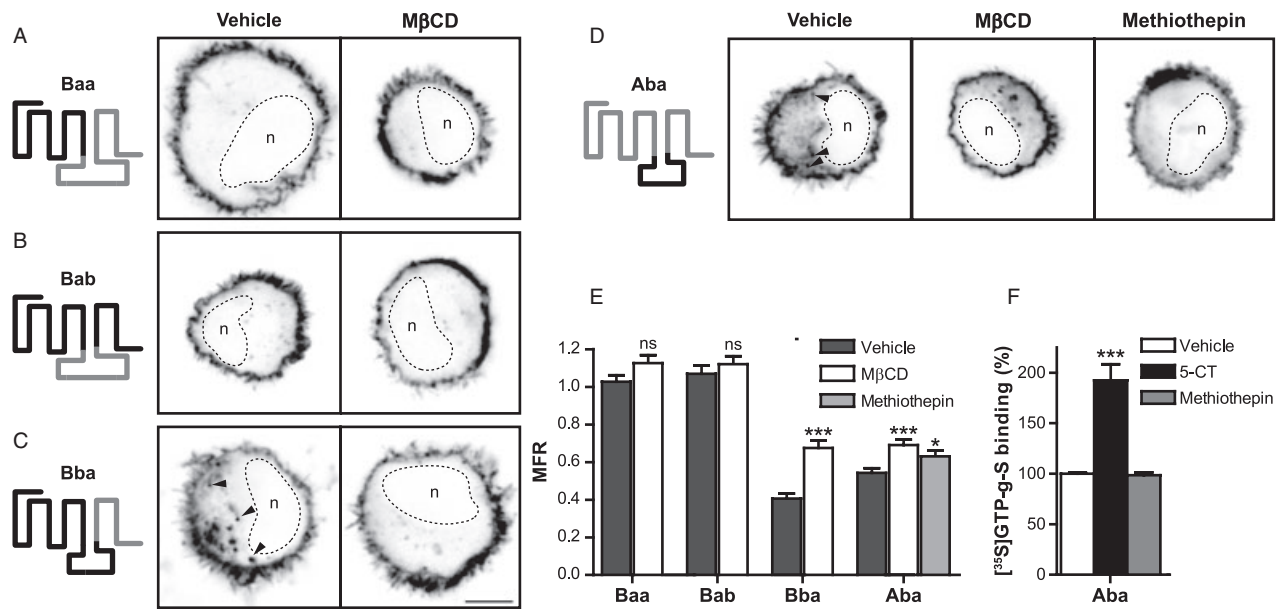 Vehicle MβCD
A
Baa
n n
B
Bab
n n
C
Bba
n n
Vehicle MβCD Methiothepin
D
Aba
n n n
E
MFR
1.2
1.0
0.8
0.6
0.4
0.2
0.0
ns ns *** *** *
Vehicle
MβCD
Methiothepin
Baa Bab Bba Aba
F
[³⁵S]GTP-g-S binding (%)
200
150
100
50
0
***
Vehicle
5-CT
Methiothepin
Aba